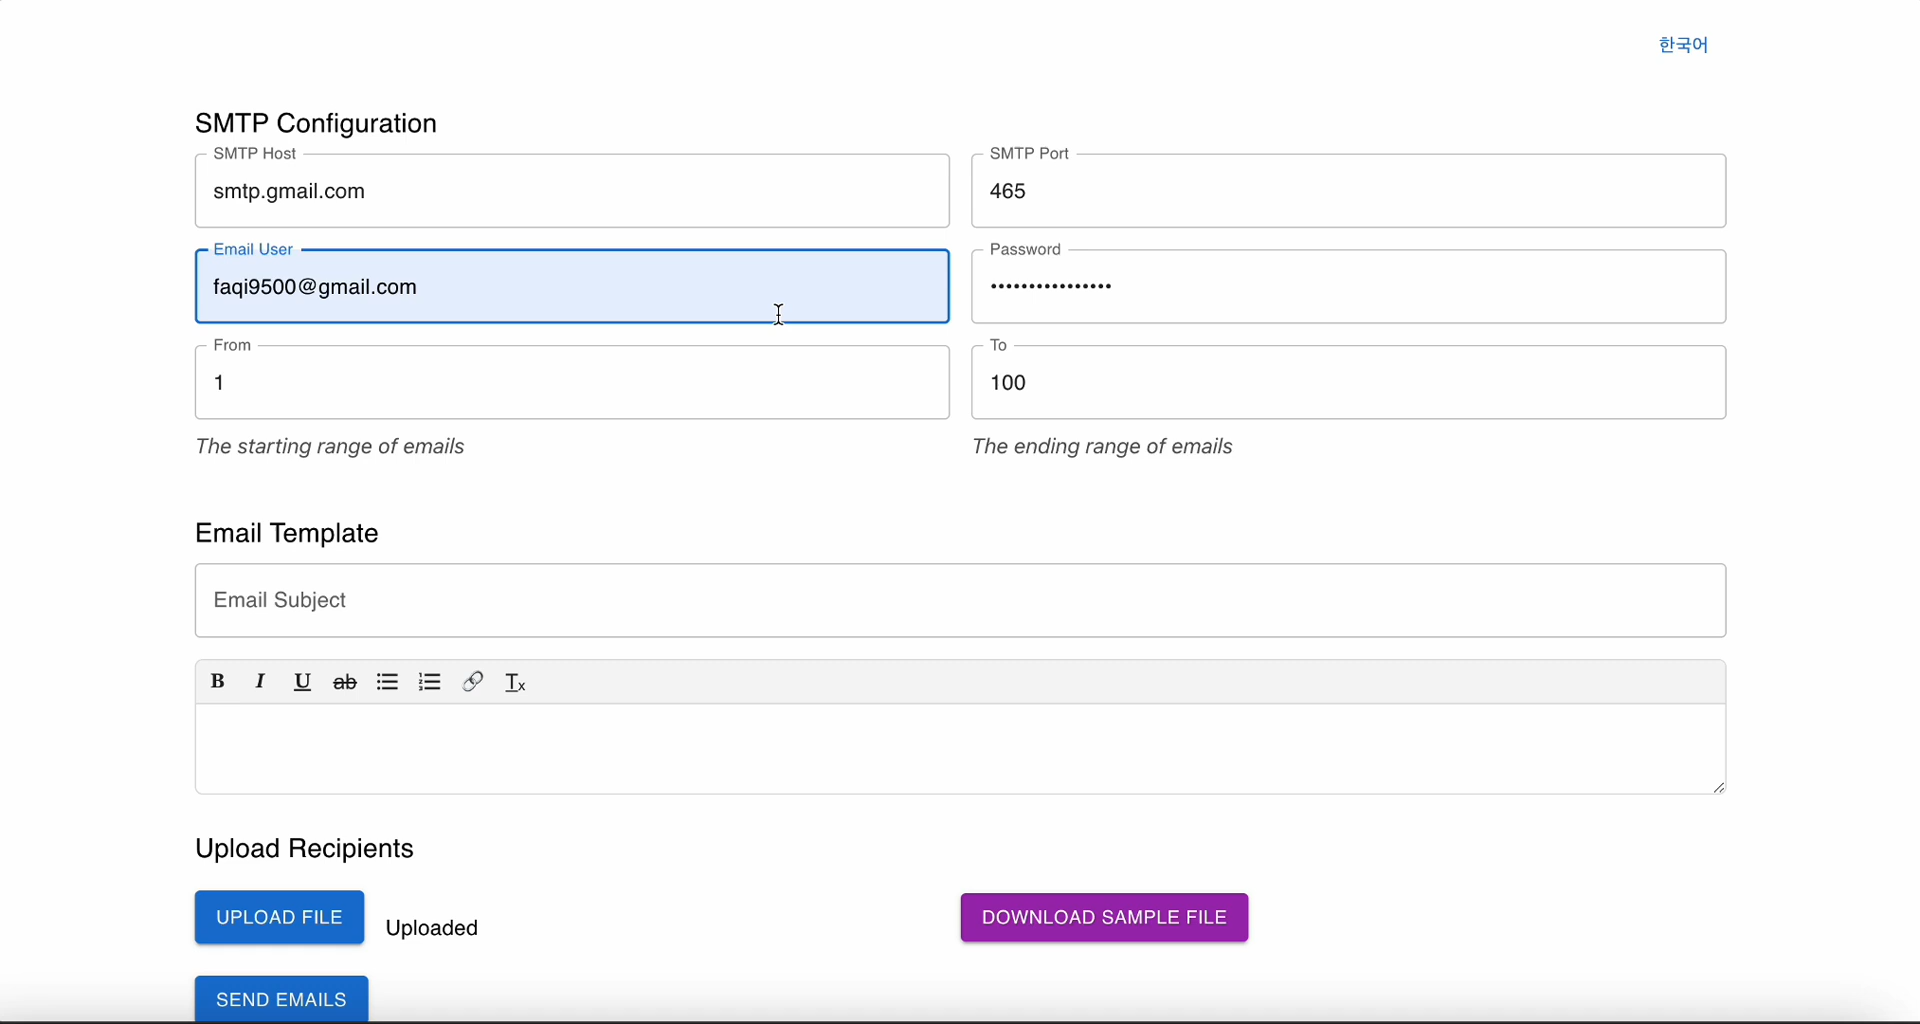 한국어
SMTP Configuration
SMTP Host
smtp.gmail.com
SMTP Port
465
Email User
faqi9500@gmail.com
Password
••••••••••••••••
From
1
To
100
The starting range of emails
The ending range of emails
Email Template
Email Subject
B I U ab Tx
Upload Recipients
UPLOAD FILE
Uploaded
DOWNLOAD SAMPLE FILE
SEND EMAILS